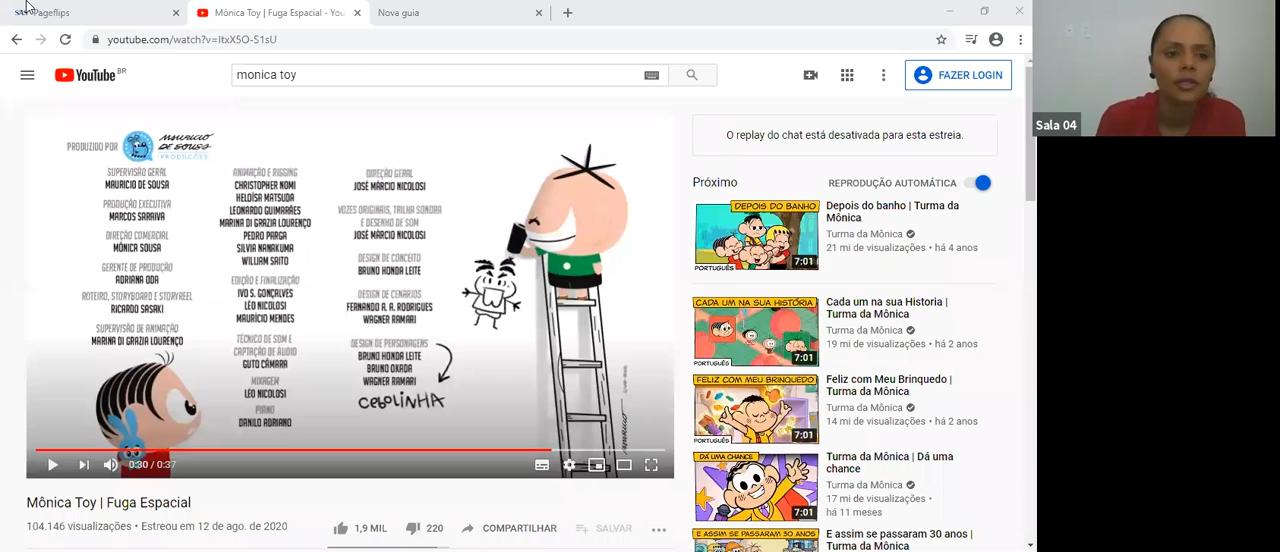 Pageflips
Mônica Toy | Fuga Espacial - You
Nova guia
youtube.com/watch?v=ItxX5O-S1sU
YouTube BR
monica toy
FAZER LOGIN
PRODUZIDO POR
MAURICIO DE SOUSA PRODUÇÕES
SUPERVISÃO GERAL
MAURICIO DE SOUSA
PRODUÇÃO EXECUTIVA
MARCOS SARAIVA
DIREÇÃO COMERCIAL
MÔNICA SOUSA
GERENTE DE PRODUÇÃO
ADRIANA ODA
ROTEIRO, STORYBOARD E STORYREEL
RICARDO SASAKI
SUPERVISÃO DE ANIMAÇÃO
MARINA DI GRAZIA LOURENÇO
ANIMAÇÃO E RIGGING
CHRISTOPHER NOMI
HELOÍSA MATSUDA
LEONARDO GUIMARÃES
MARINA DI GRAZIA LOURENÇO
PEDRO PARGA
SILVIA NANAKUMA
WILLIAM SAITO
EDIÇÃO E FINALIZAÇÃO
IVO S. GONÇALVES
LÉO NICOLOSI
MAURÍCIO MENDES
TÉCNICO DE SOM E
CAPTAÇÃO DE ÁUDIO
GUTO CÂMARA
MIXAGEM
LÉO NICOLOSI
PIANO
DANILO ADRIANO
DIREÇÃO GERAL
JOSÉ MÁRCIO NICOLOSI
VOZES ORIGINAIS, TRILHA SONORA
E DESENHO DE SOM
JOSÉ MÁRCIO NICOLOSI
DESIGN DE CONCEITO
BRUNO HONDA LEITE
DESIGN DE CENÁRIOS
FERNANDO A. A. RODRIGUES
WAGNER RAMARI
DESIGN DE PERSONAGENS
BRUNO HONDA LEITE
BRUNO OKADA
WAGNER RAMARI
CEBOLINHA
0:30 / 0:37
Mônica Toy | Fuga Espacial
104.146 visualizações • Estreou em 12 de ago. de 2020
1,9 MIL
220
COMPARTILHAR
SALVAR
O replay do chat está desativada para esta estreia.
Próximo
REPRODUÇÃO AUTOMÁTICA
DEPOIS DO BANHO
PORTUGUÊS
7:01
Depois do banho | Turma da
Mônica
Turma da Mônica
21 mi de visualizações • há 4 anos
CADA UM NA SUA HISTÓRIA
PORTUGUÊS
7:01
Cada um na sua Historia |
Turma da Mônica
Turma da Mônica
19 mi de visualizações • há 2 anos
FELIZ COM MEU BRINQUEDO
PORTUGUÊS
7:01
Feliz com Meu Brinquedo |
Turma da Mônica
Turma da Mônica
14 mi de visualizações • há 2 anos
DÁ UMA CHANCE
7:01
Turma da Mônica | Dá uma
chance
Turma da Mônica
17 mi de visualizações •
há 11 meses
E ASSIM SE PASSARAM 30 ANOS
E assim se passaram 30 anos |
Turma da Mônica
Sala 04